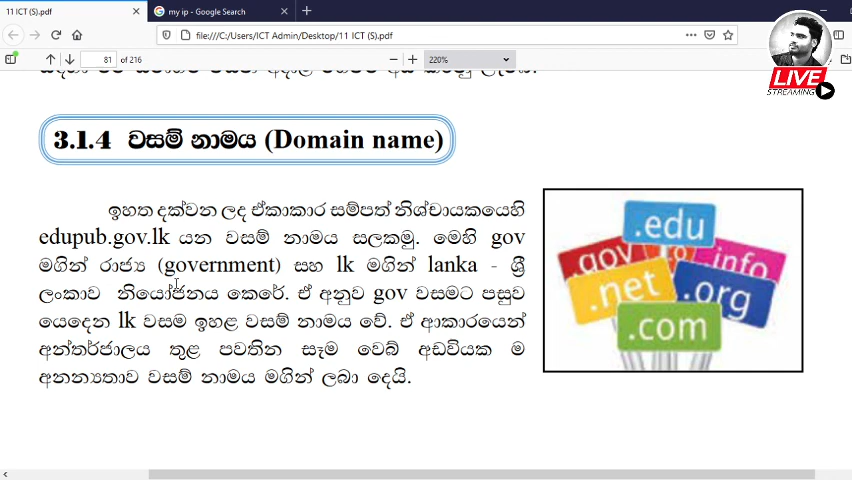 11 ICT (S).pdf
my ip - Google Search
file:///C:/Users/ICT Admin/Desktop/11 ICT (S).pdf
81 of 216
220%
LIVE
STREAMING
3.1.4 වසම් නාමය (Domain name)
ඉහත දක්වන ලද ඒකාකාර සම්පත් නිශ්චායකයෙහි
edupub.gov.lk යන වසම් නාමය සලකමු. මෙහි gov
මගින් රාජ්‍ය (government) සහ lk මගින් lanka - ශ්‍රී
ලංකාව නියෝජනය කෙරේ. ඒ අනුව gov වසමට පසුව
යෙදෙන lk වසම ඉහළ වසම් නාමය වේ. ඒ ආකාරයෙන්
අන්තර්ජාලය තුළ පවතින සෑම වෙබ් අඩවියක ම
අනන්‍යතාව වසම් නාමය මගින් ලබා දෙයි.
.edu
.gov
.info
.net
.org
.com